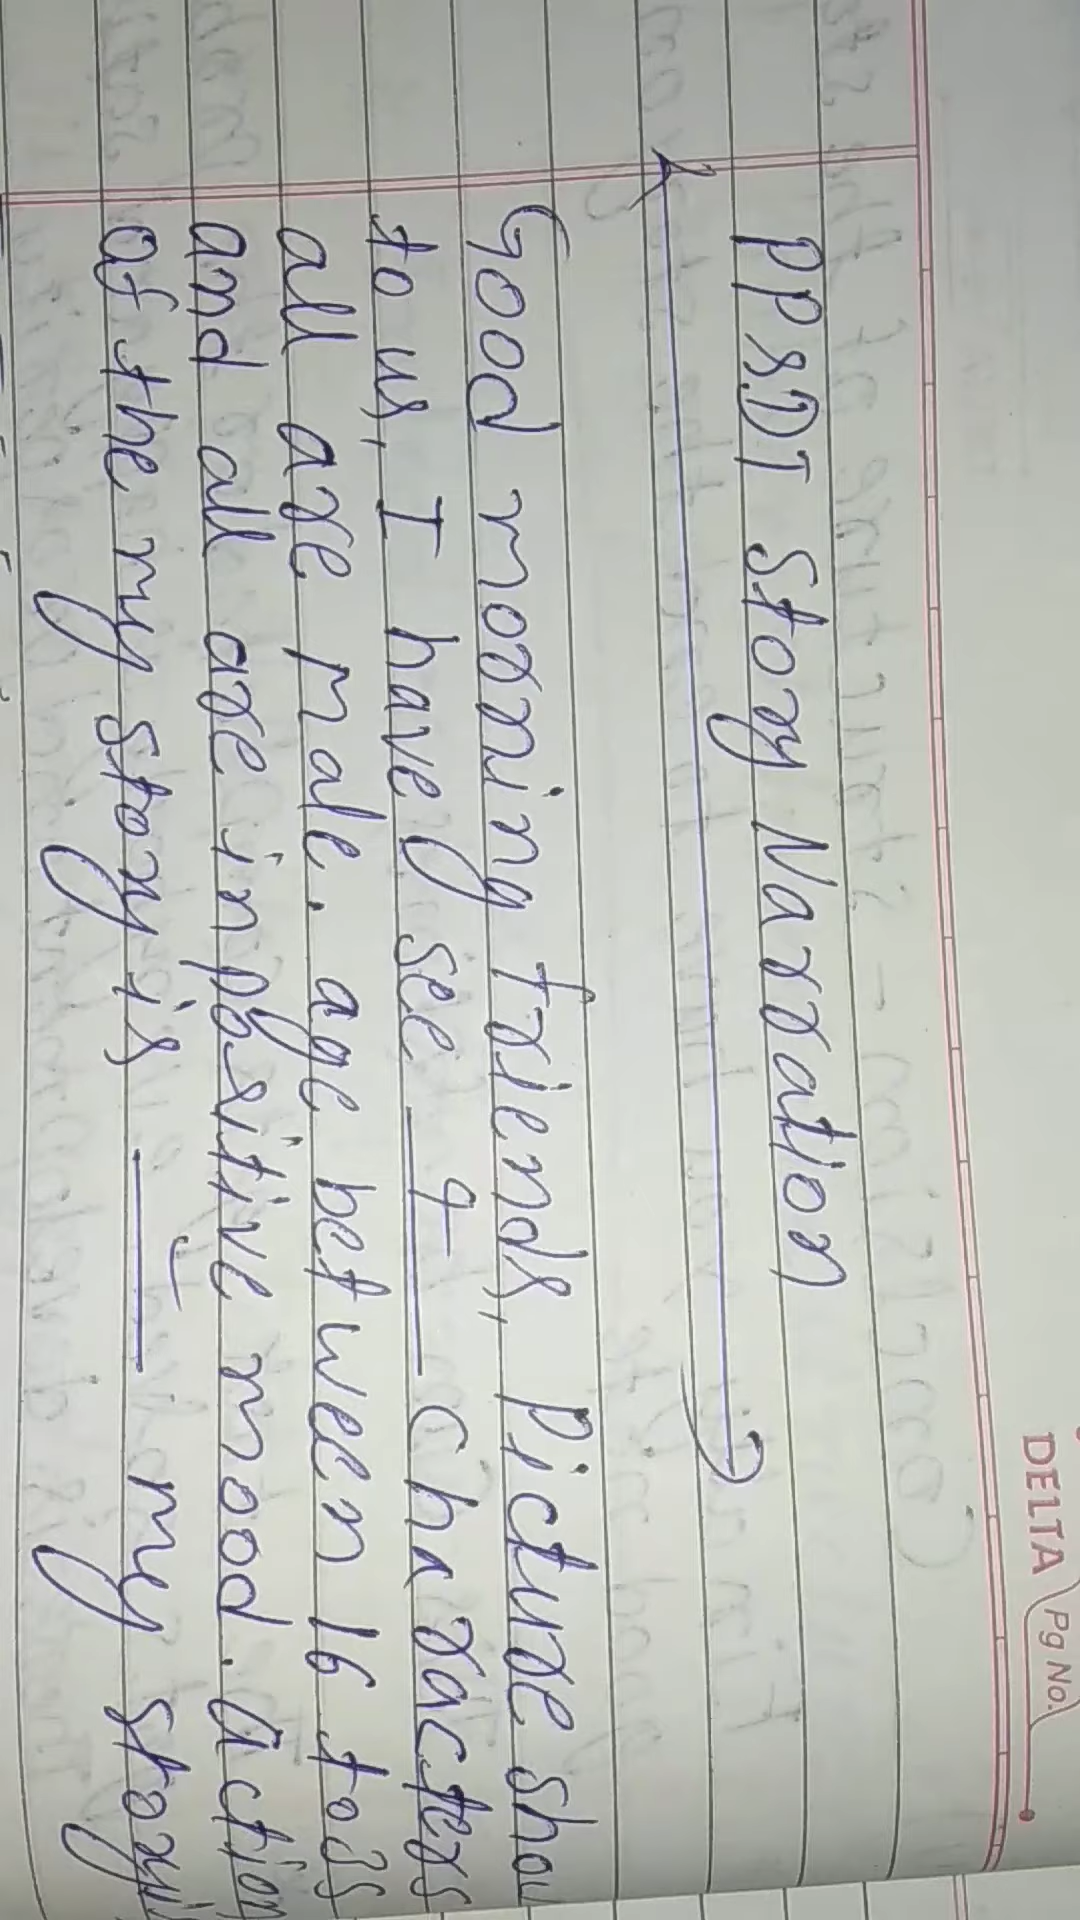 DELTA Pg No.
PPSDT Story Narration
Good morning friends, Picture show
to us, I have see 4 Characters
all are male. age between 16 to 35
and all are in positive mood. Action
of the my story is ___ my story